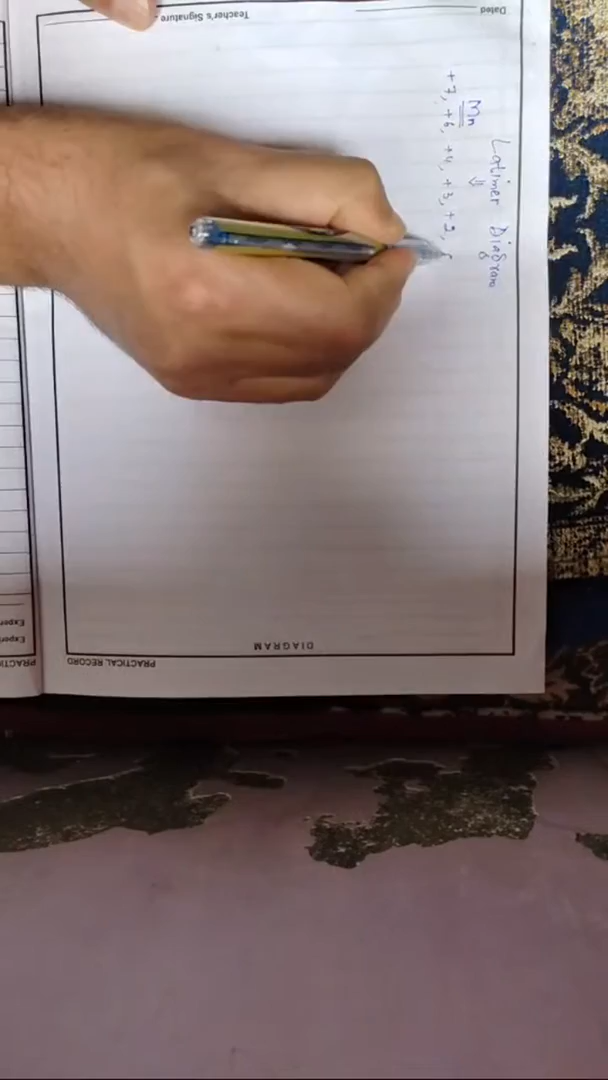 Latimer Diagram
Mn ⇒
+7, +6, +4, +3, +2,
DIAGRAM
Dated
Teacher's Signature
PRACTICAL RECORD